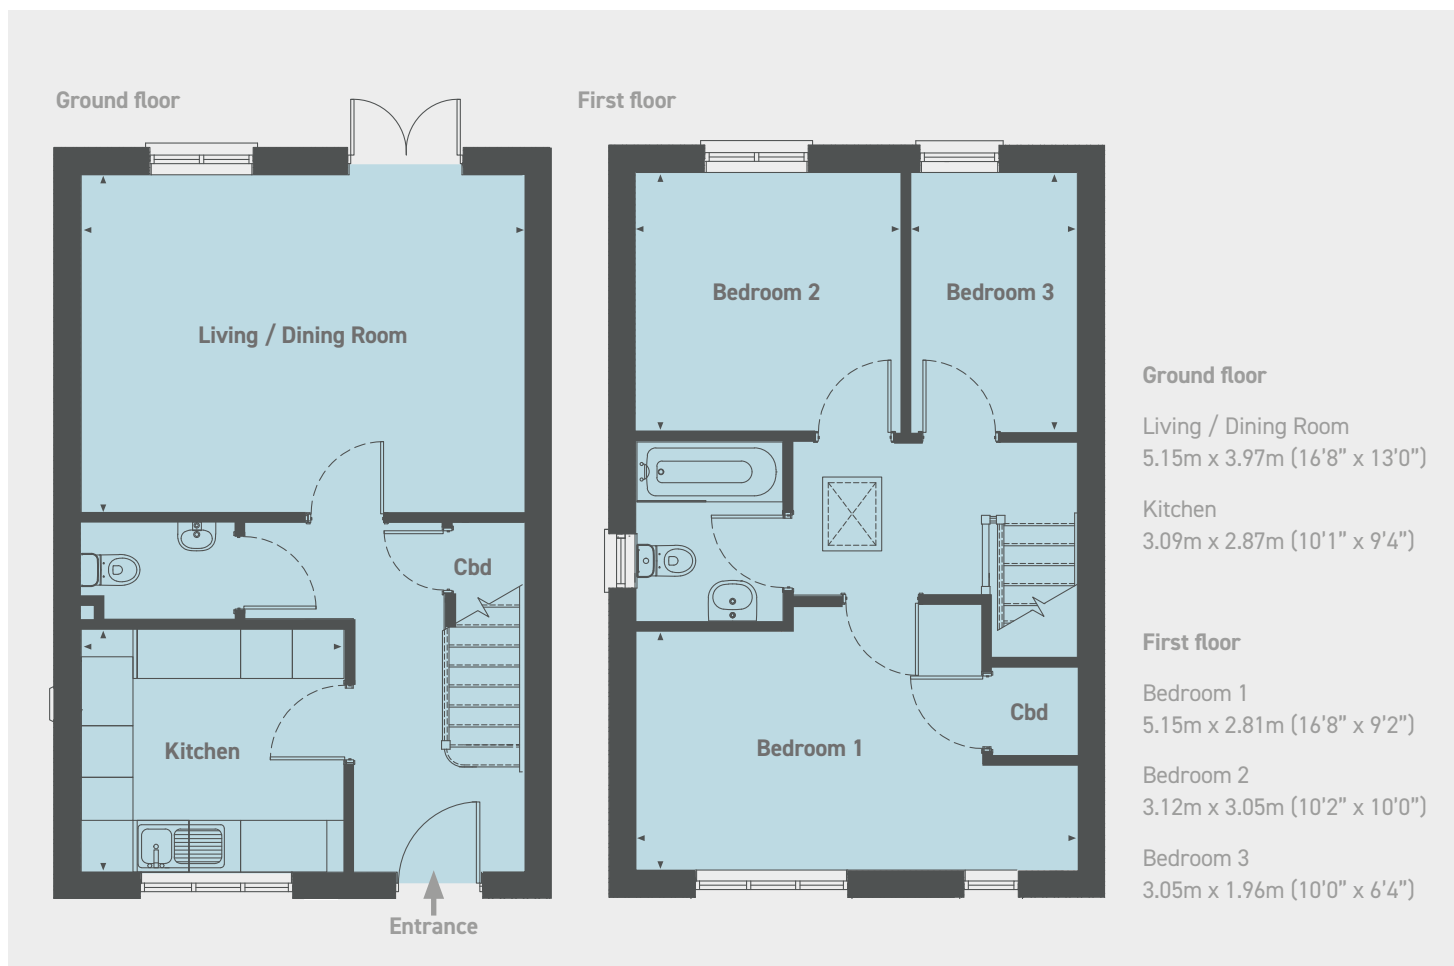 Ground floor
First floor
Living / Dining Room
Cbd
Kitchen
Entrance
Bedroom 2
Bedroom 3
Bedroom 1
Cbd
Ground floor
Living / Dining Room
5.15m x 3.97m (16’8” x 13’0”)
Kitchen
3.09m x 2.87m (10’1” x 9’4”)
First floor
Bedroom 1
5.15m x 2.81m (16’8” x 9’2”)
Bedroom 2
3.12m x 3.05m (10’2” x 10’0”)
Bedroom 3
3.05m x 1.96m (10’0” x 6’4”)